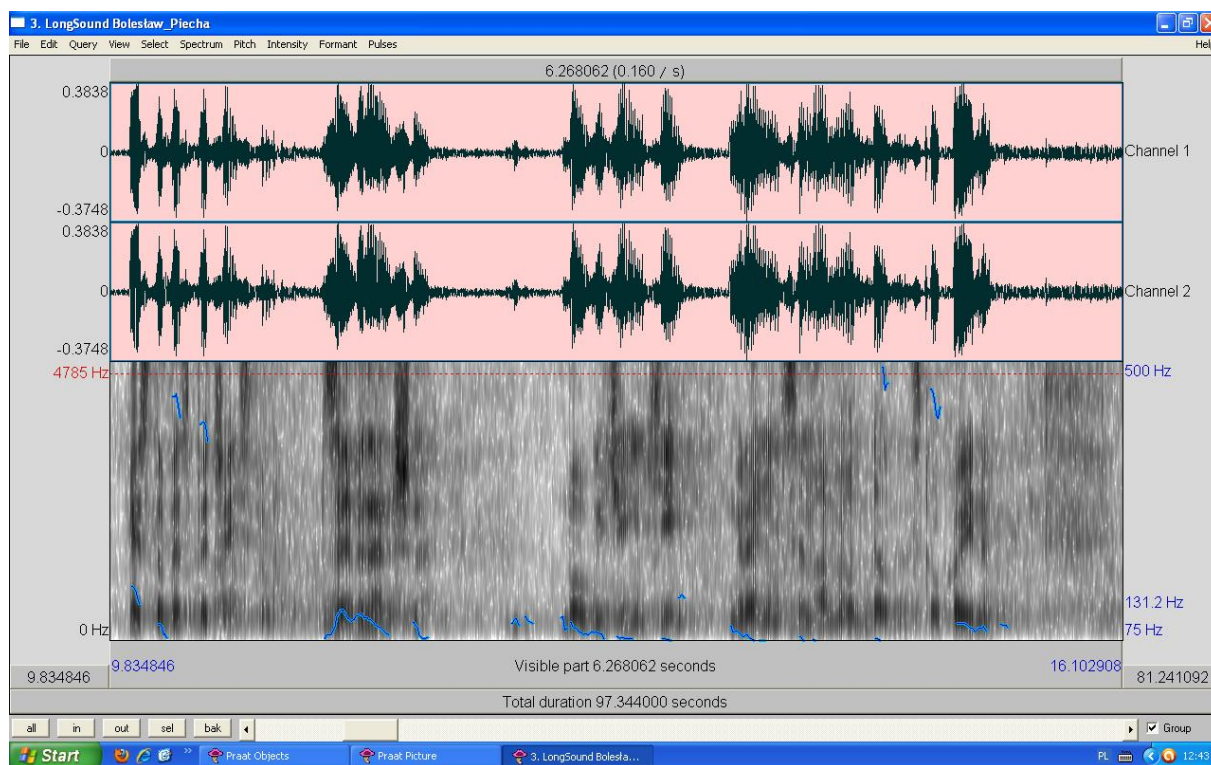 3. LongSound Bolesław_Piecha
File Edit Query View Select Spectrum Pitch Intensity Formant Pulses Hel
6.268062 (0.160 / s)
0.3838
0 Channel 1
-0.3748
0.3838
0 Channel 2
-0.3748
4785 Hz 500 Hz
131.2 Hz
0 Hz 75 Hz
9.834846 9.834846 Visible part 6.268062 seconds 16.102908 81.241092
Total duration 97.344000 seconds
all in out sel bak Group
Start Praat Objects Praat Picture 3. LongSound Bolesła... PL 12:43